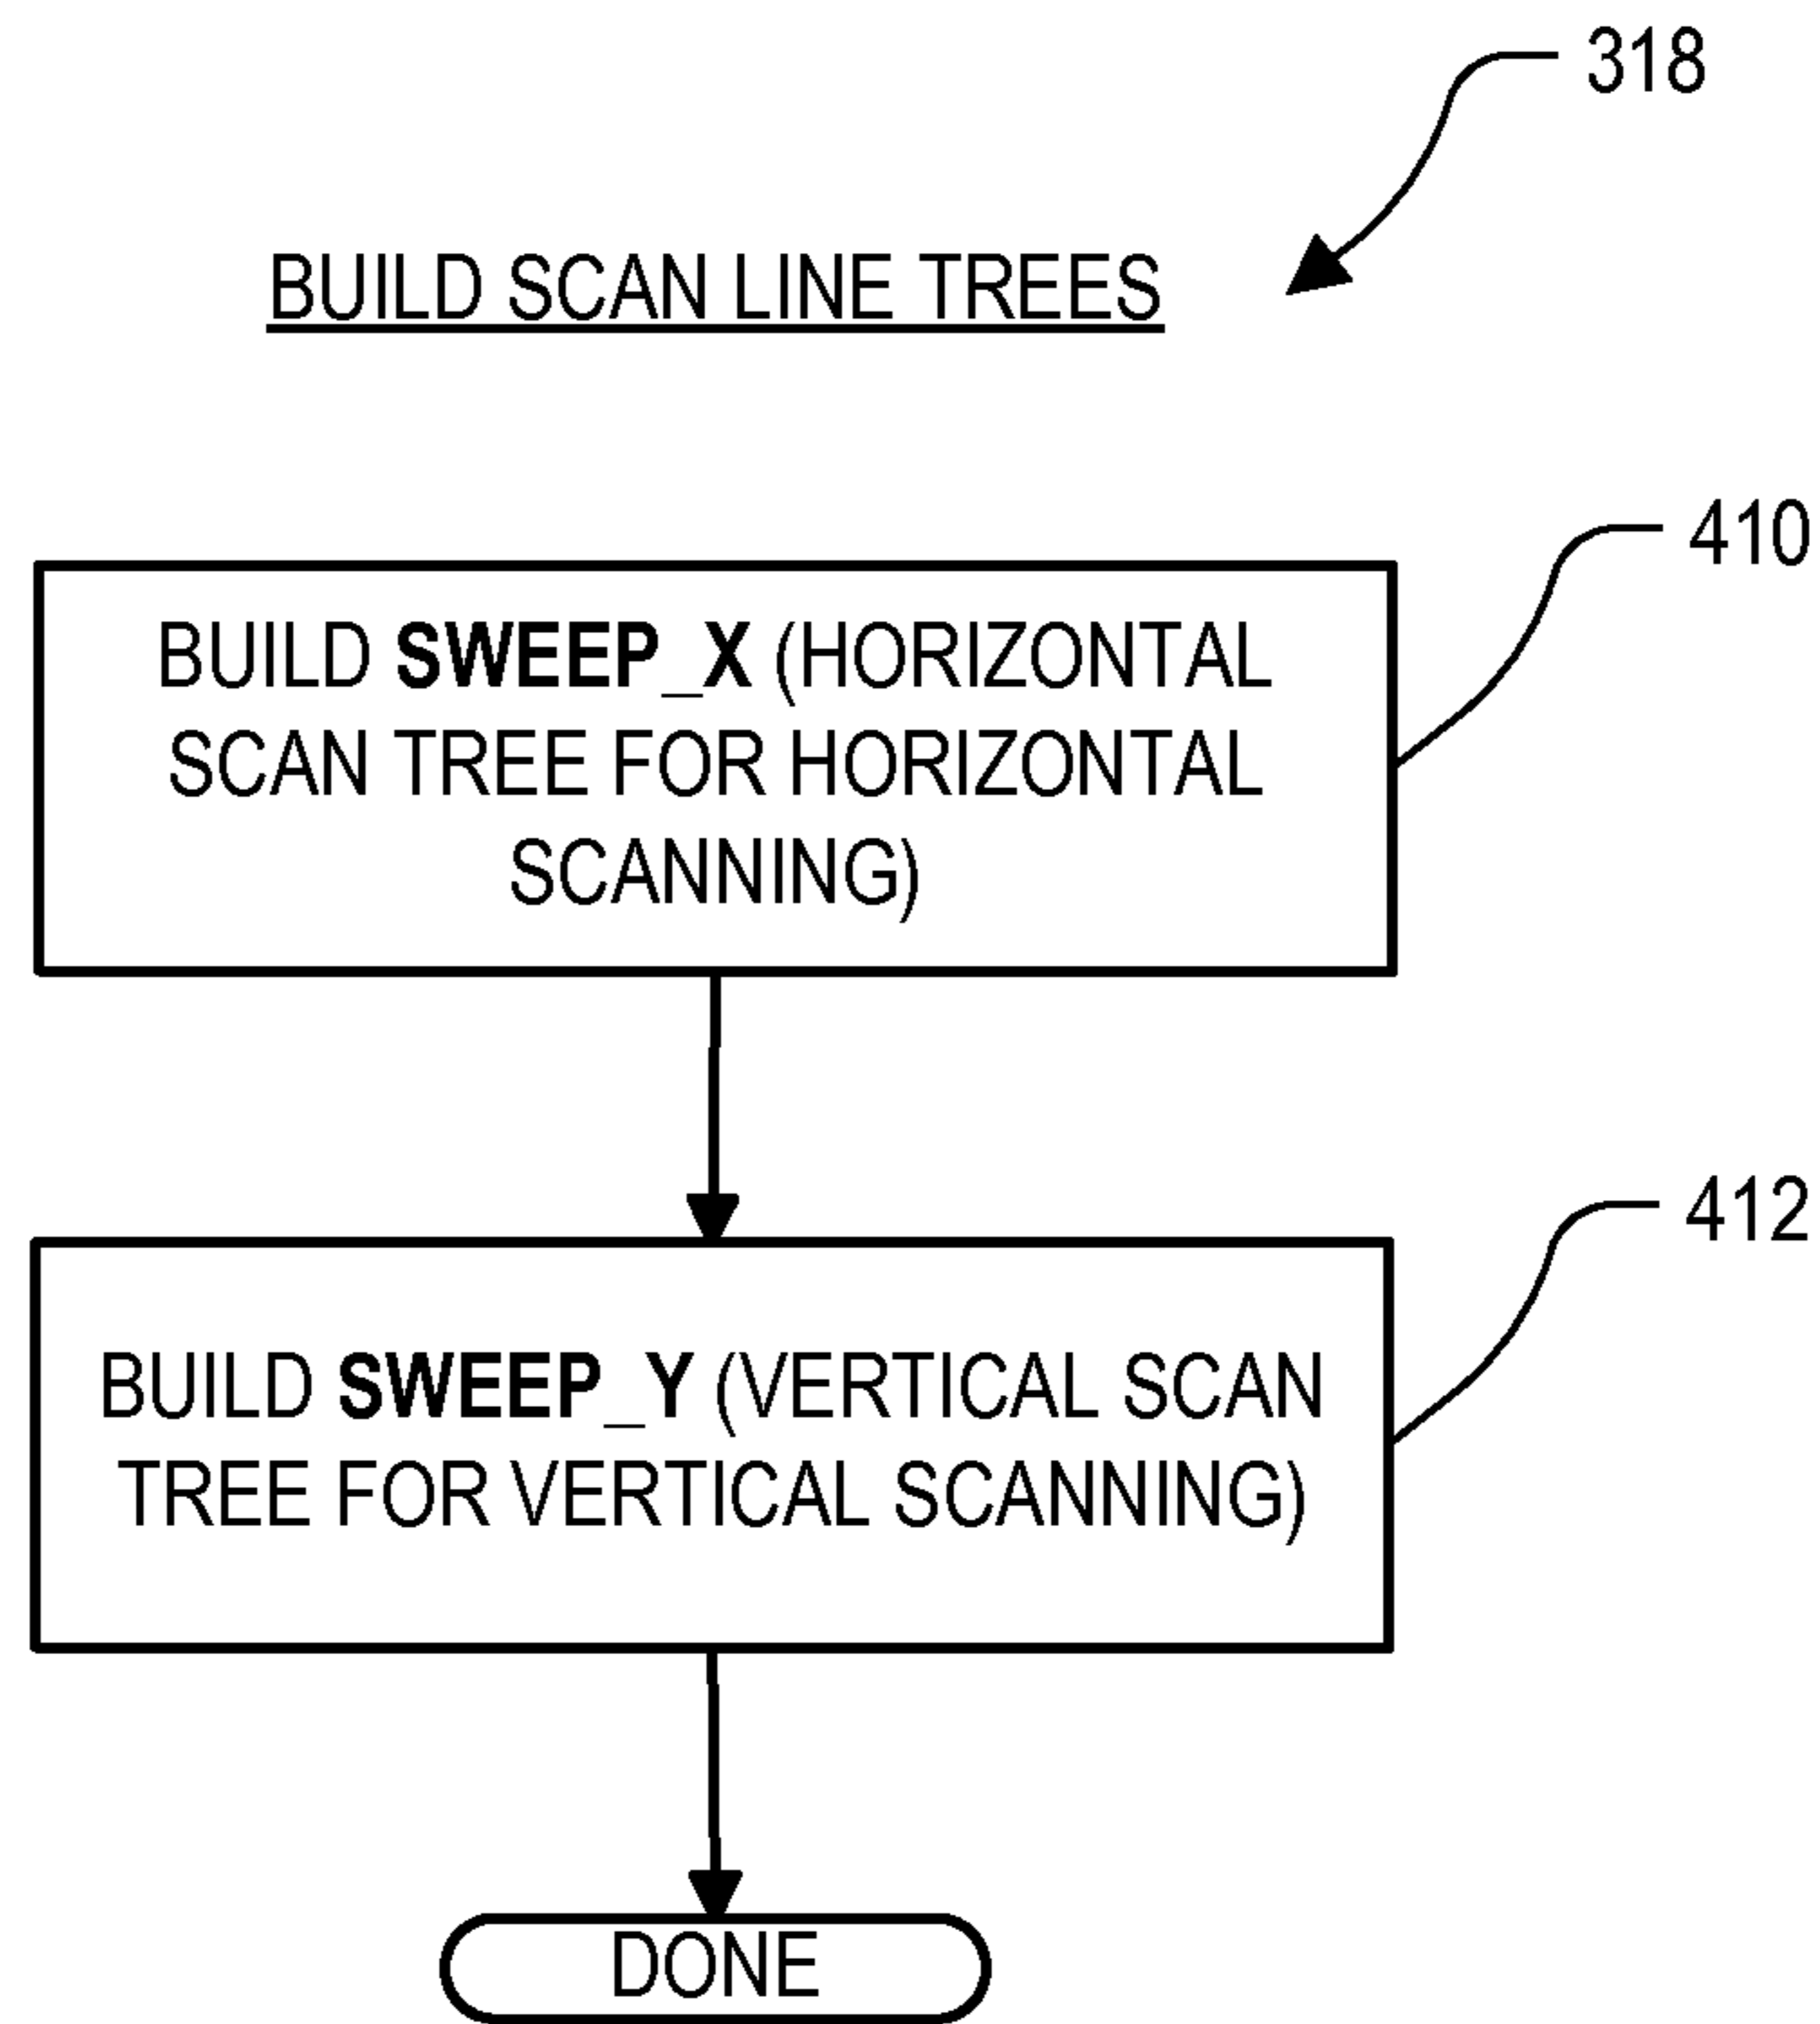 318
BUILD SCAN LINE TREES
410
BUILD SWEEP_X (HORIZONTAL
SCAN TREE FOR HORIZONTAL
SCANNING)
412
BUILD SWEEP_Y (VERTICAL SCAN
TREE FOR VERTICAL SCANNING)
DONE